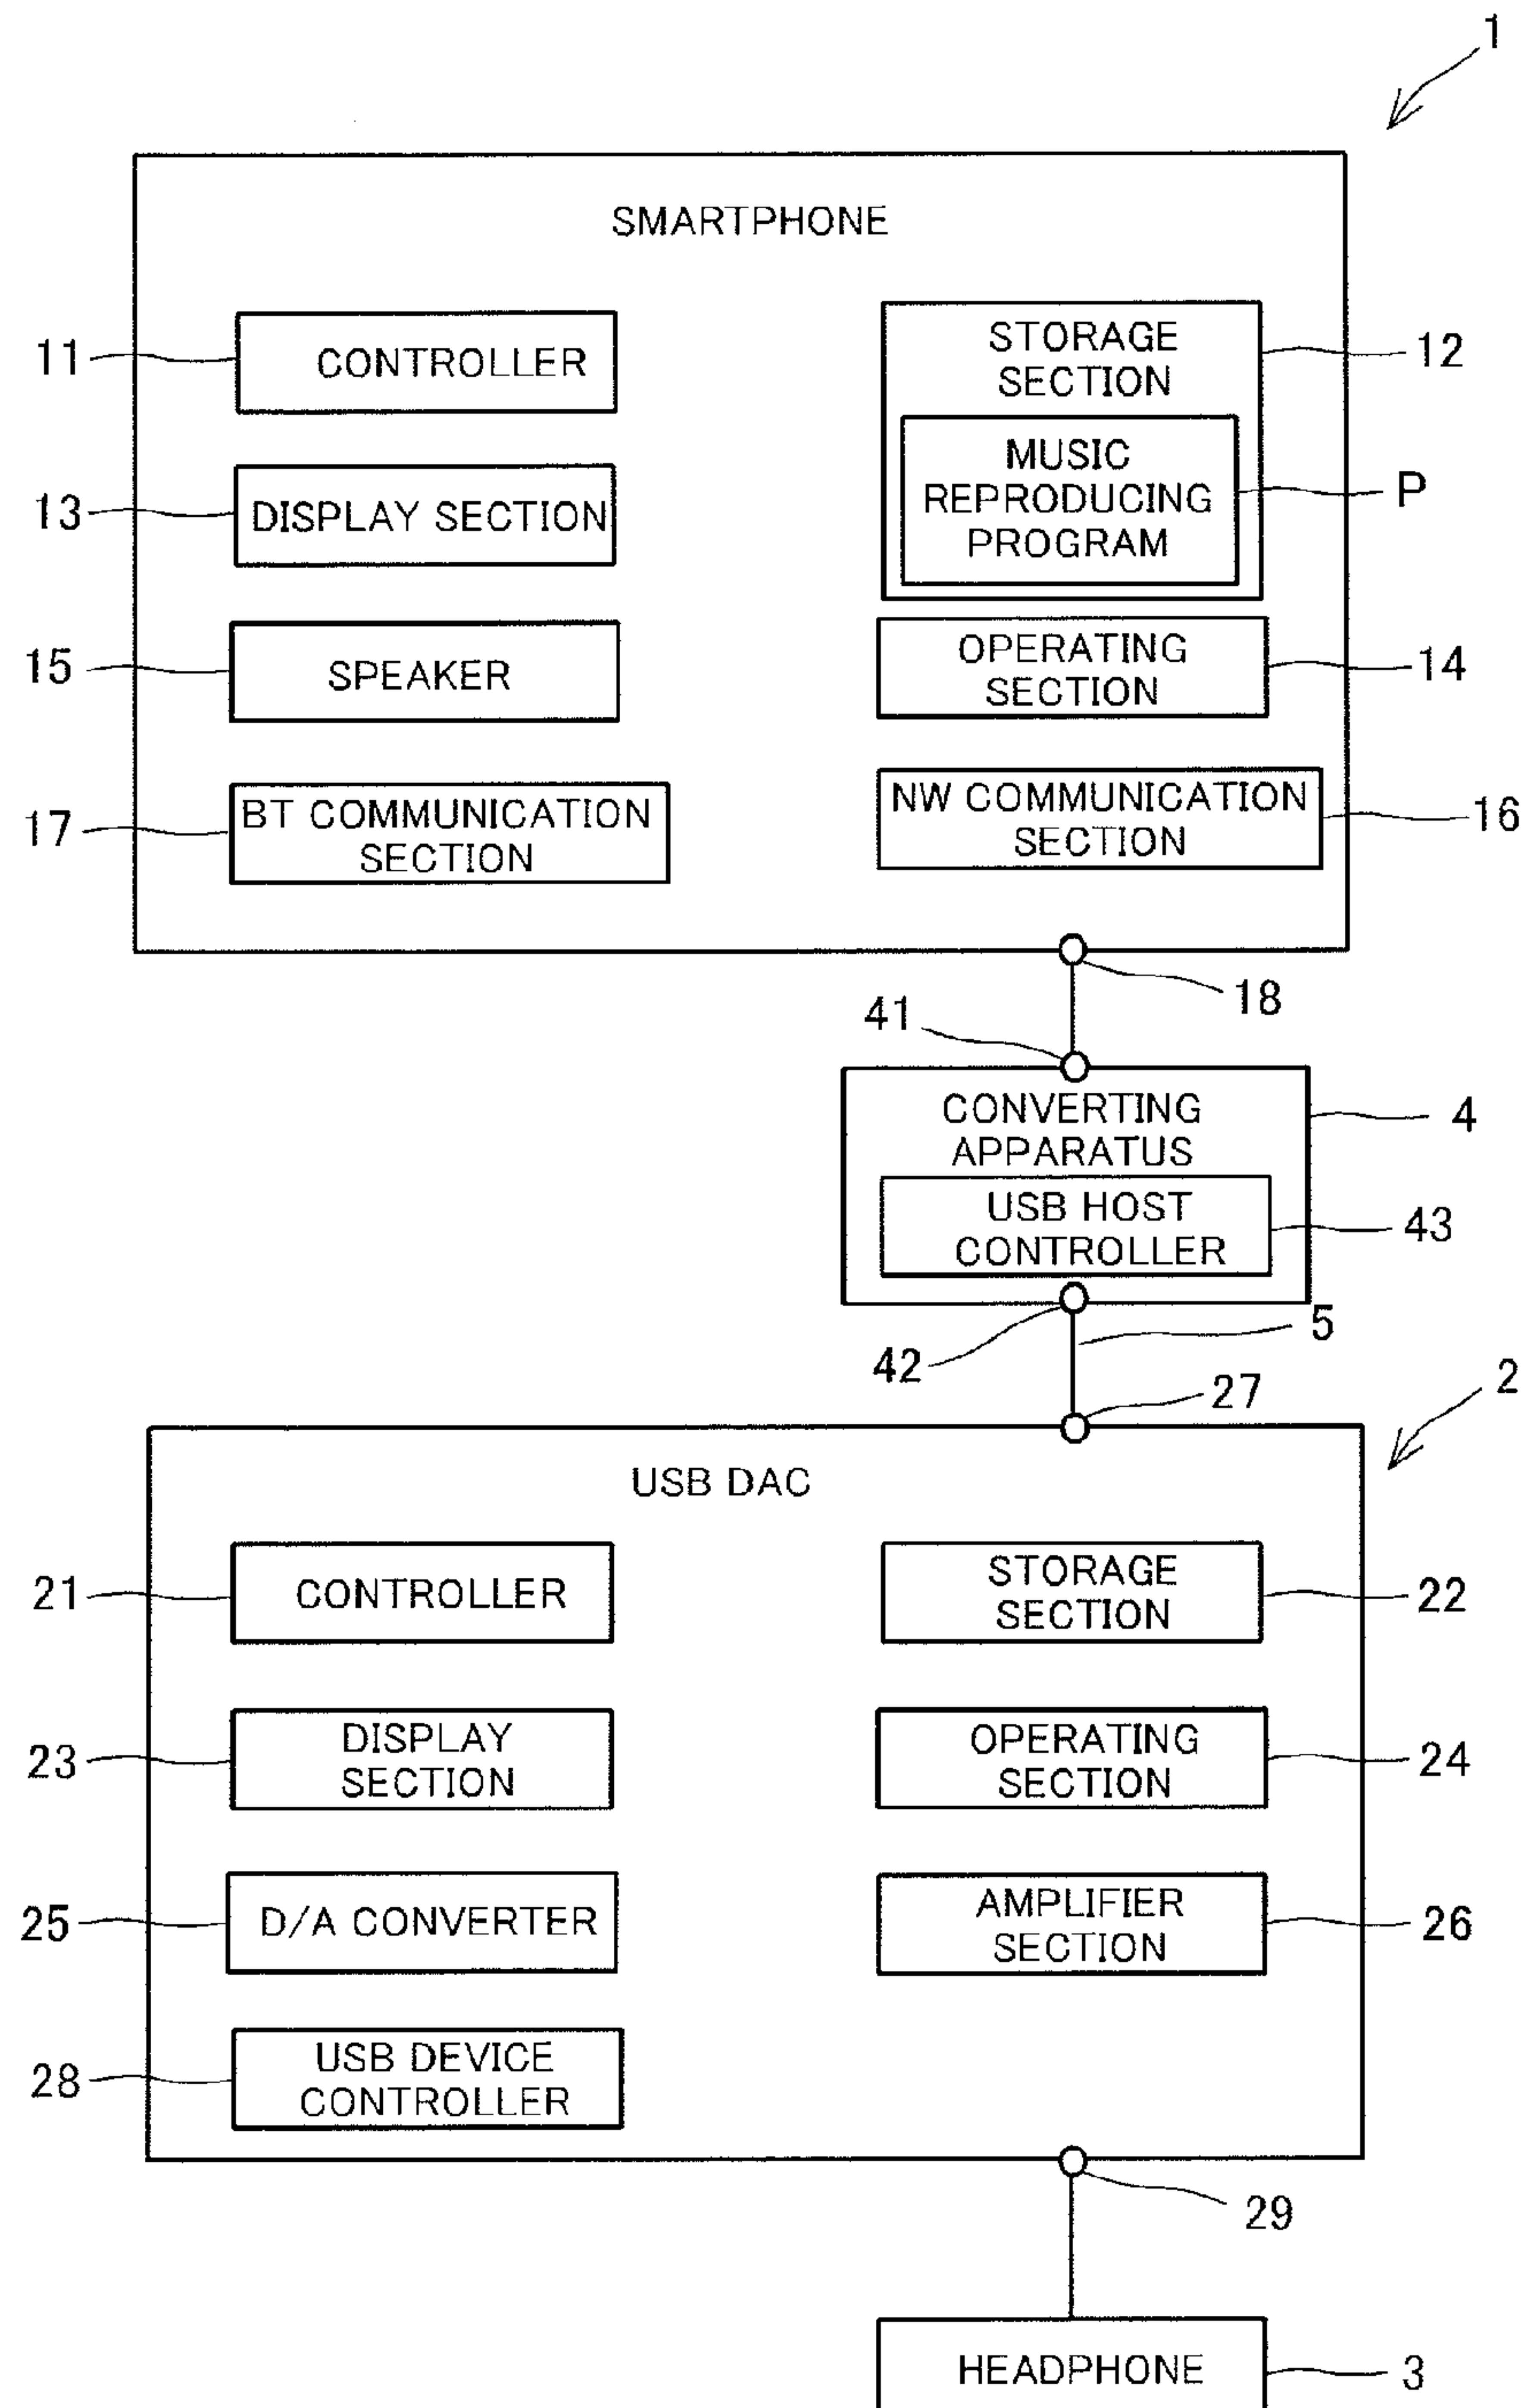 1
SMARTPHONE
11
CONTROLLER
STORAGE
SECTION
12
MUSIC
REPRODUCING
PROGRAM
P
13
DISPLAY SECTION
15
SPEAKER
OPERATING
SECTION
14
17
BT COMMUNICATION
SECTION
NW COMMUNICATION
SECTION
16
18
41
CONVERTING
APPARATUS
4
USB HOST
CONTROLLER
43
42
5
27
2
USB DAC
21
CONTROLLER
STORAGE
SECTION
22
23
DISPLAY
SECTION
OPERATING
SECTION
24
25
D/A CONVERTER
AMPLIFIER
SECTION
26
28
USB DEVICE
CONTROLLER
29
HEADPHONE
3